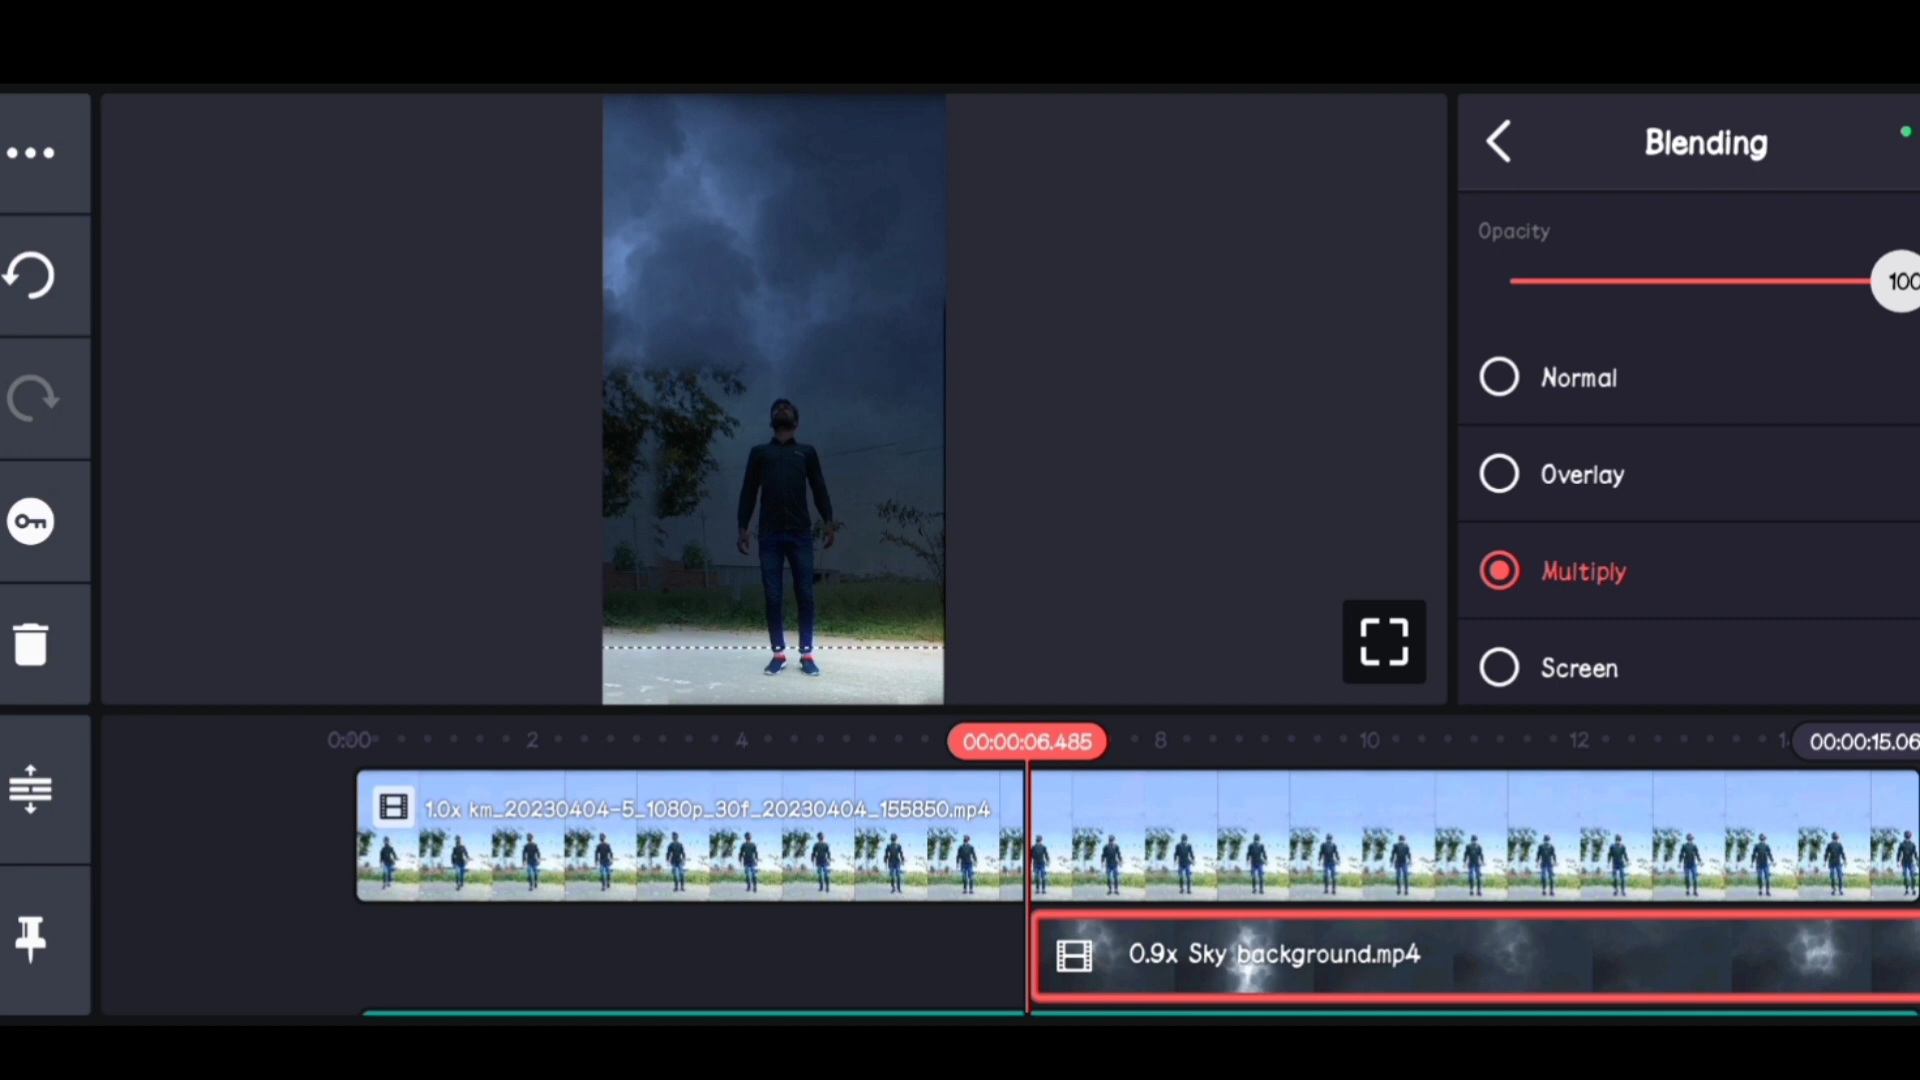 Blending
Opacity
100
Normal
Overlay
Multiply
Screen
0:00 2 4 00:00:06.485 8 10 12 00:00:15.06
1.0x km_20230404-5_1080p_30f_20230404_155850.mp4
0.9x Sky background.mp4